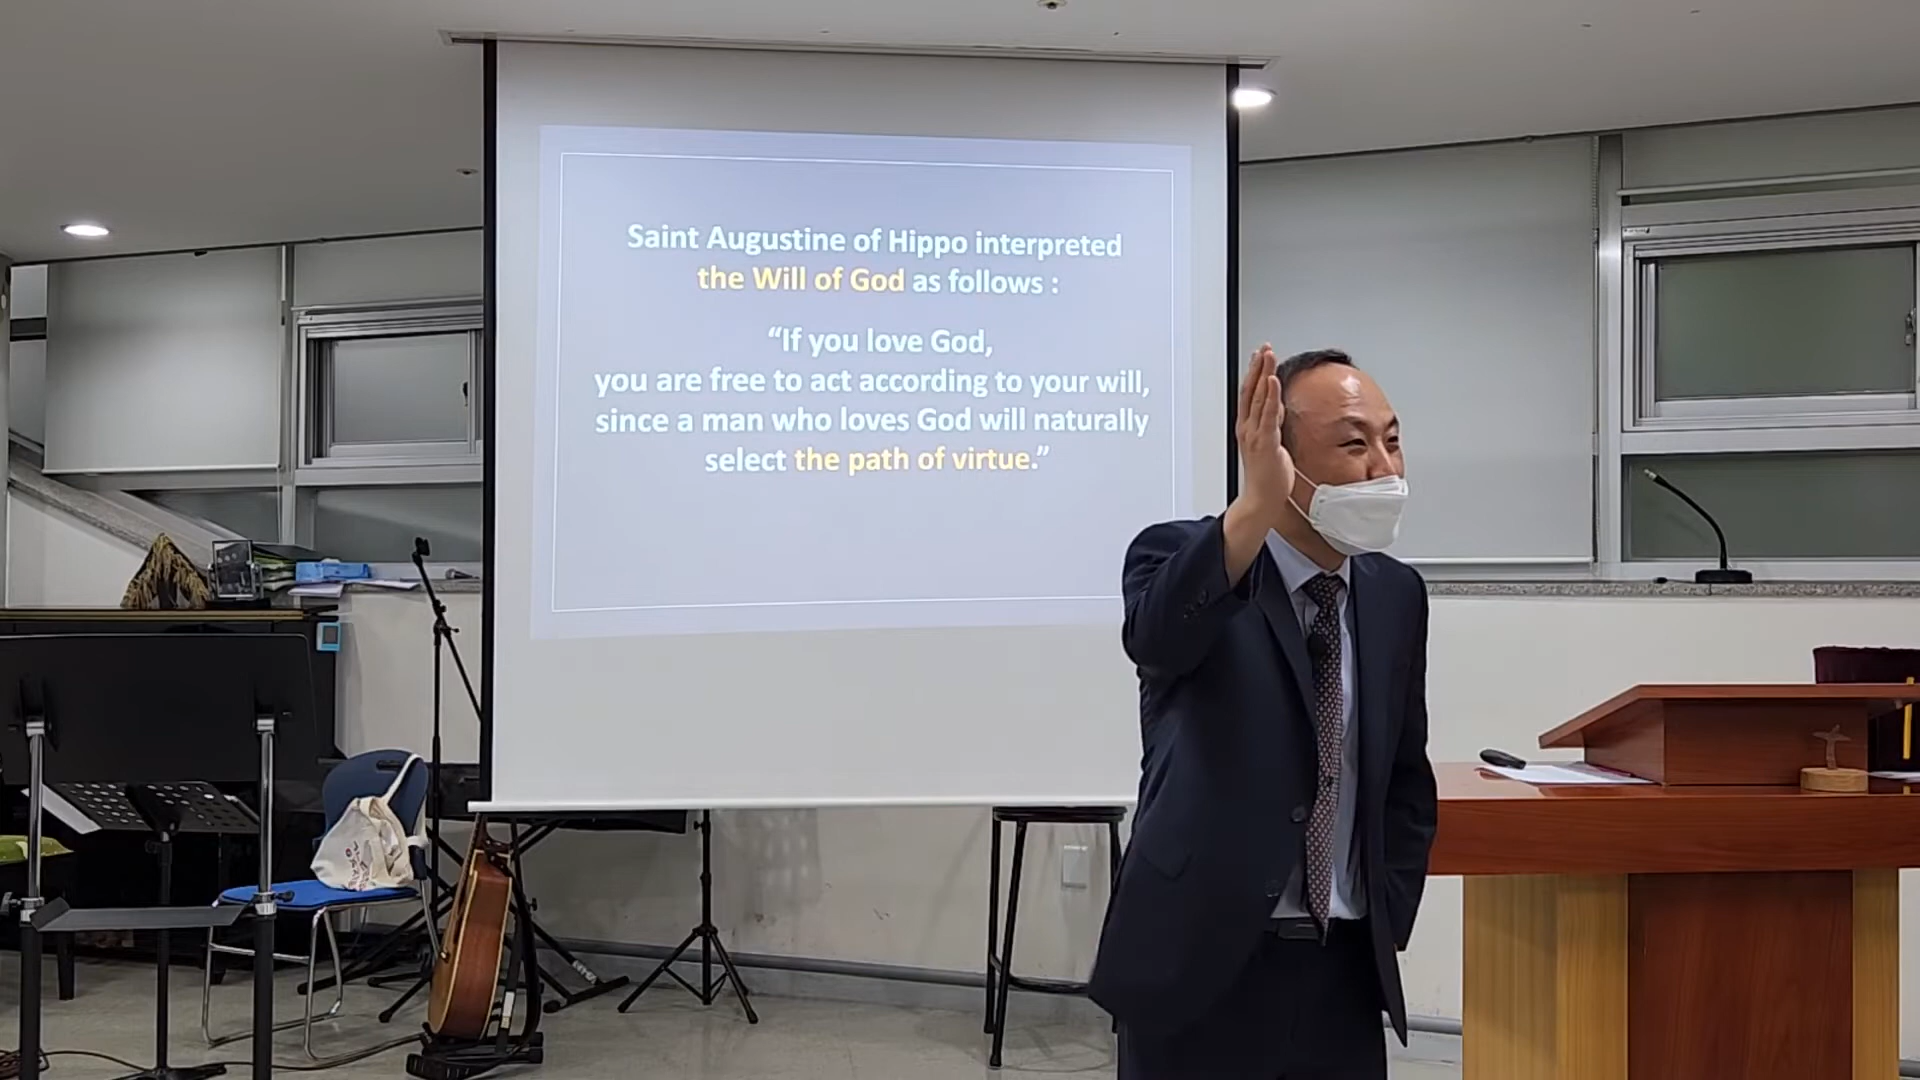 Saint Augustine of Hippo interpreted
the Will of God as follows :
“If you love God,
you are free to act according to your will,
since a man who loves God will naturally
select the path of virtue.”